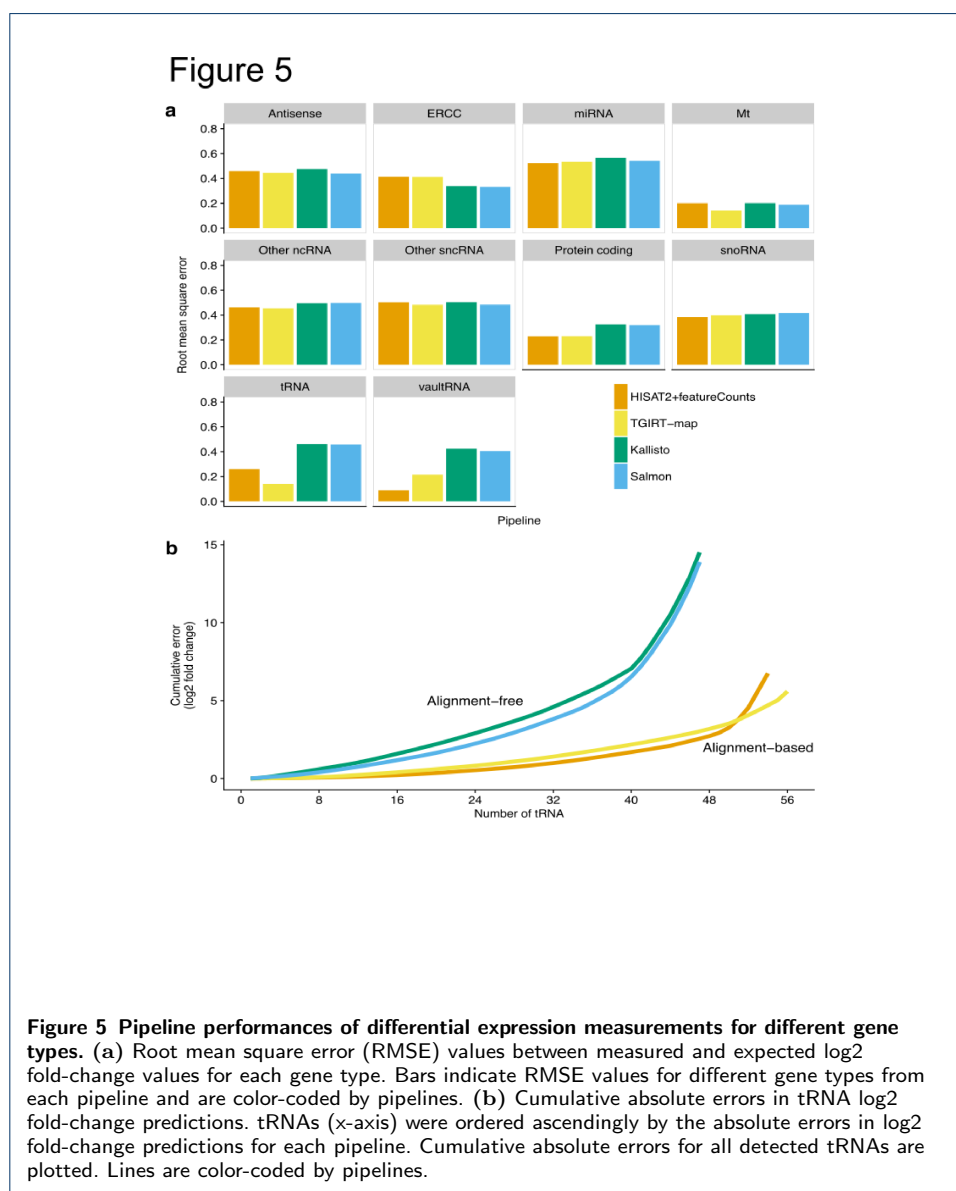 Figure 5
a
Antisense ERCC miRNA Mt
0.8
0.6
0.4
0.2
0.0
Other ncRNA Other sncRNA Protein coding snoRNA
0.8
0.6
0.4
0.2
0.0
Root mean square error
tRNA vaultRNA
0.8
0.6
0.4
0.2
0.0
HISAT2+featureCounts
TGIRT-map
Kallisto
Salmon
Pipeline
b
15
10
5
0
Cumulative error
(log2 fold change)
Alignment-free
Alignment-based
0 8 16 24 32 40 48 56
Number of tRNA
Figure 5 Pipeline performances of differential expression measurements for different gene
types. (a) Root mean square error (RMSE) values between measured and expected log2
fold-change values for each gene type. Bars indicate RMSE values for different gene types from
each pipeline and are color-coded by pipelines. (b) Cumulative absolute errors in tRNA log2
fold-change predictions. tRNAs (x-axis) were ordered ascendingly by the absolute errors in log2
fold-change predictions for each pipeline. Cumulative absolute errors for all detected tRNAs are
plotted. Lines are color-coded by pipelines.